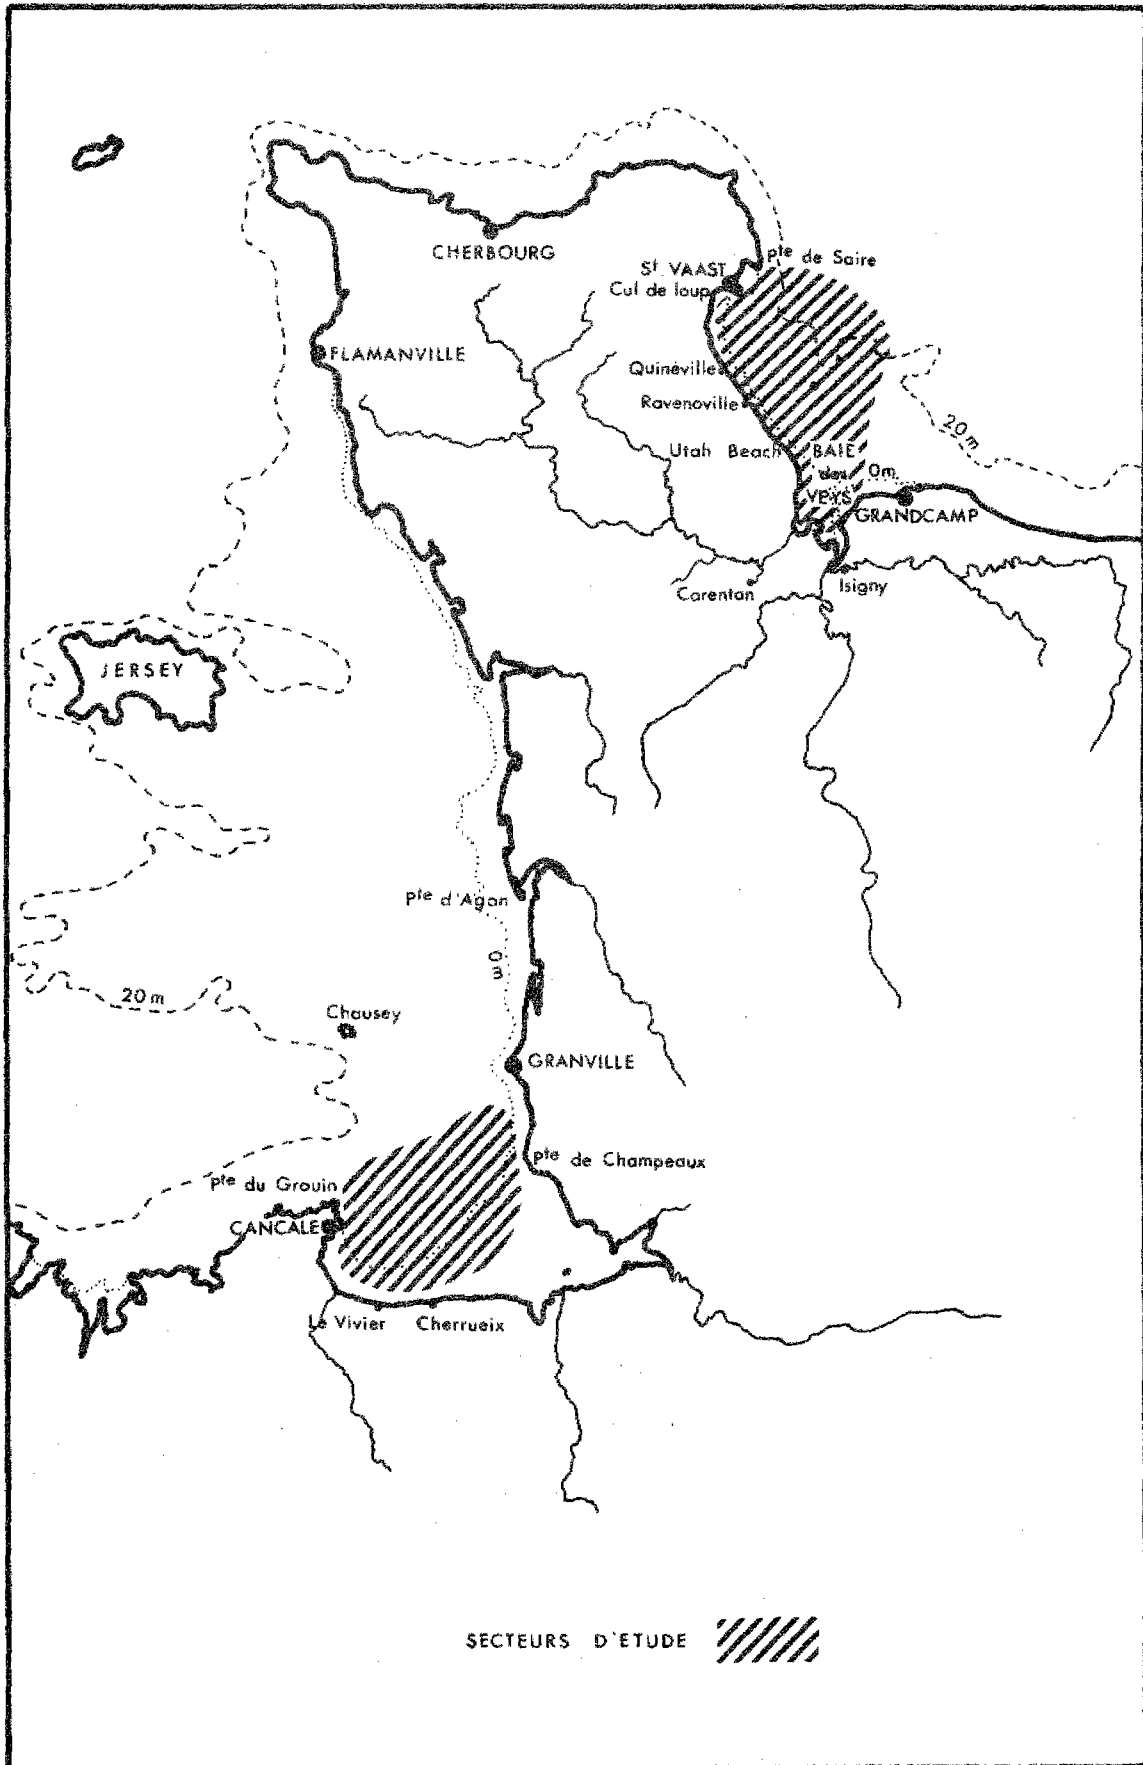 CHERBOURG
pte de Saire
St VAAST
Cul de loup
FLAMANVILLE
Quinéville
Ravenoville
20 m
Utah Beach
BAIE
des
VEYS
0m
GRANDCAMP
Carentan
Isigny
JERSEY
pte d'Agon
0m
20 m
Chausey
GRANVILLE
pte de Champeaux
pte du Grouin
CANCALE
Le Vivier
Cherrueix
SECTEURS D'ETUDE